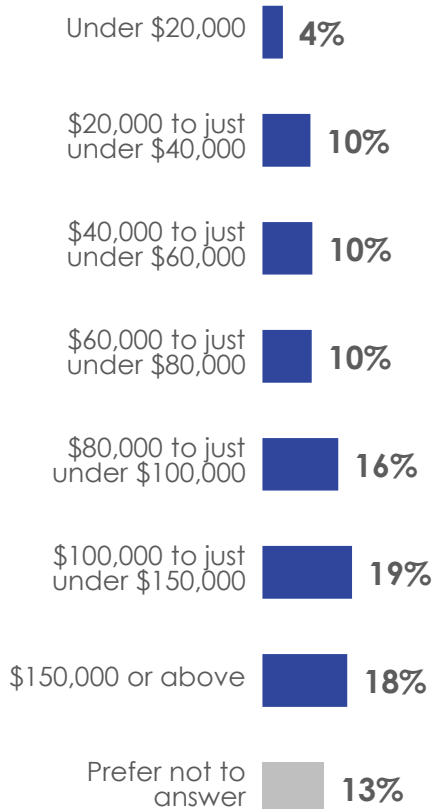 Under $20,000
4%
$20,000 to just
under $40,000
10%
$40,000 to just
under $60,000
10%
$60,000 to just
under $80,000
10%
$80,000 to just
under $100,000
16%
$100,000 to just
under $150,000
19%
$150,000 or above
18%
Prefer not to
answer
13%